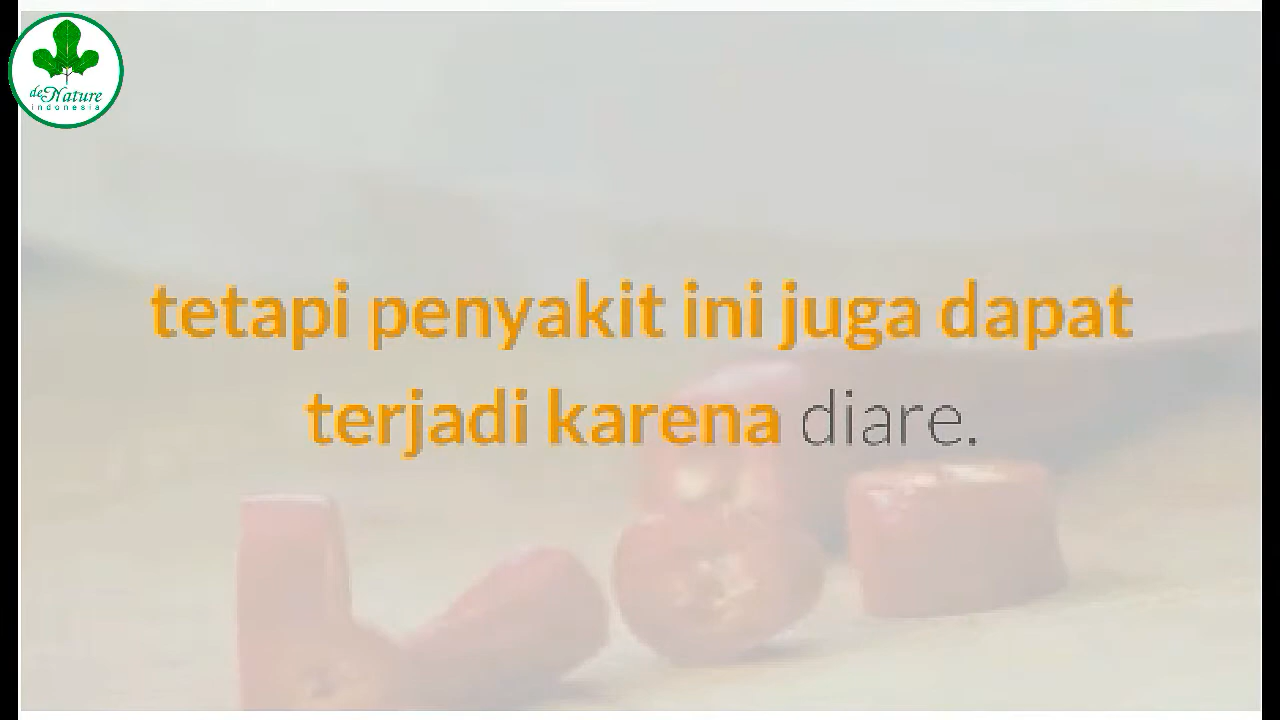 deNature
indonesia
tetapi penyakit ini juga dapat
terjadi karena diare.